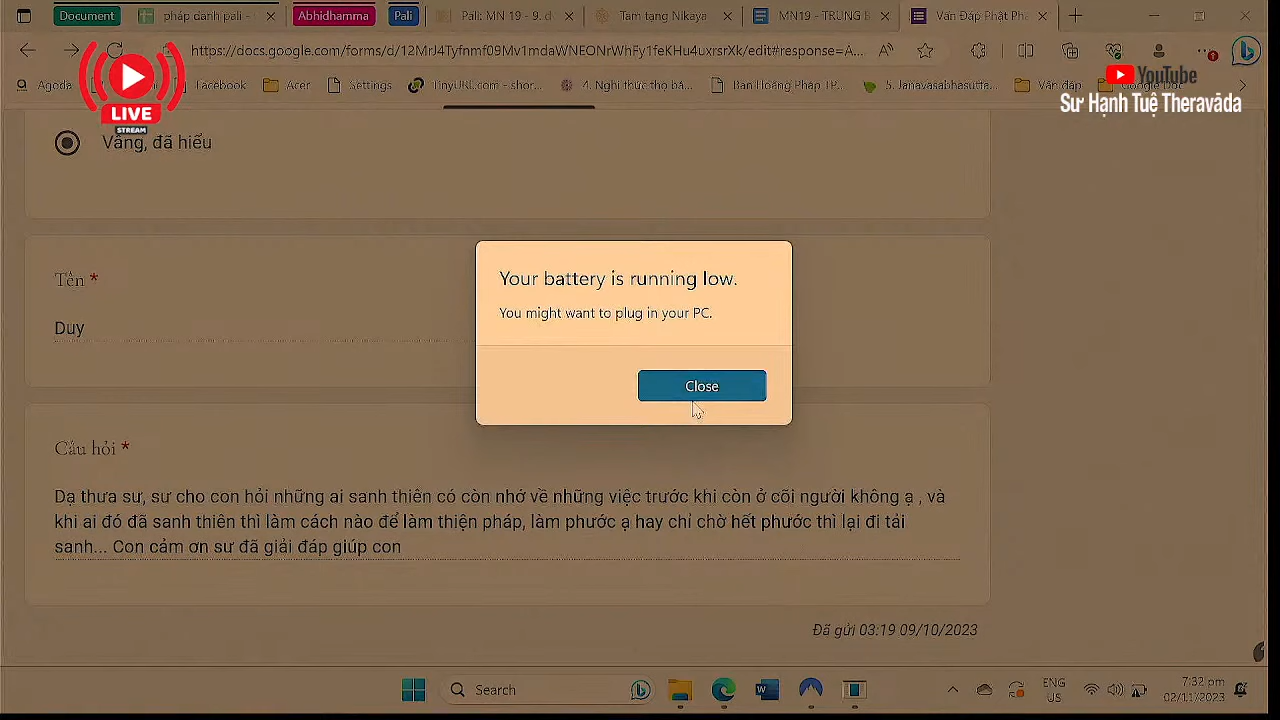 Document
pháp danh pali - S
Abhidhamma
Pali
Pali: MN 19 - 9. d
Tam tạng Nikaya
MN19 - TRUNG B
Vấn Đáp Phật Phá
https://docs.google.com/forms/d/12MrJ4Tyfnmf09Mv1mdaWNEONrWhFy1feKHu4uxrsrXk/edit#response=A...
Agoda
Facebook
Acer
Settings
TinyURL.com - shor...
4. Nghi thức thọ bá...
Ban Hoằng Pháp TP...
5. Janavasabhasutta...
Vấn đáp
Google Doc
LIVE
STREAM
YouTube
Sư Hạnh Tuệ Theravāda
Vâng, đã hiểu
Tên *
Duy
Your battery is running low.
You might want to plug in your PC.
Close
Câu hỏi *
Dạ thưa sư, sư cho con hỏi những ai sanh thiên có còn nhớ về những việc trước khi còn ở cõi người không ạ , và
khi ai đó đã sanh thiên thì làm cách nào để làm thiện pháp, làm phước ạ hay chỉ chờ hết phước thì lại đi tái
sanh... Con cảm ơn sư đã giải đáp giúp con
Đã gửi 03:19 09/10/2023
Search
ENG
US
7:32 pm
02/11/2023